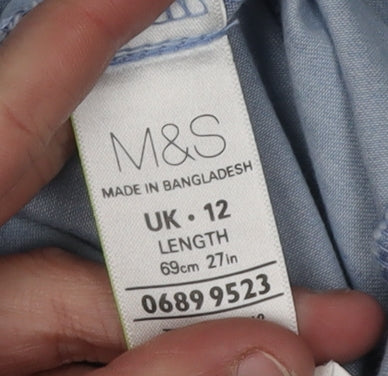 M&S
MADE IN BANGLADESH
UK • 12
LENGTH
69cm 27in
0689 9523